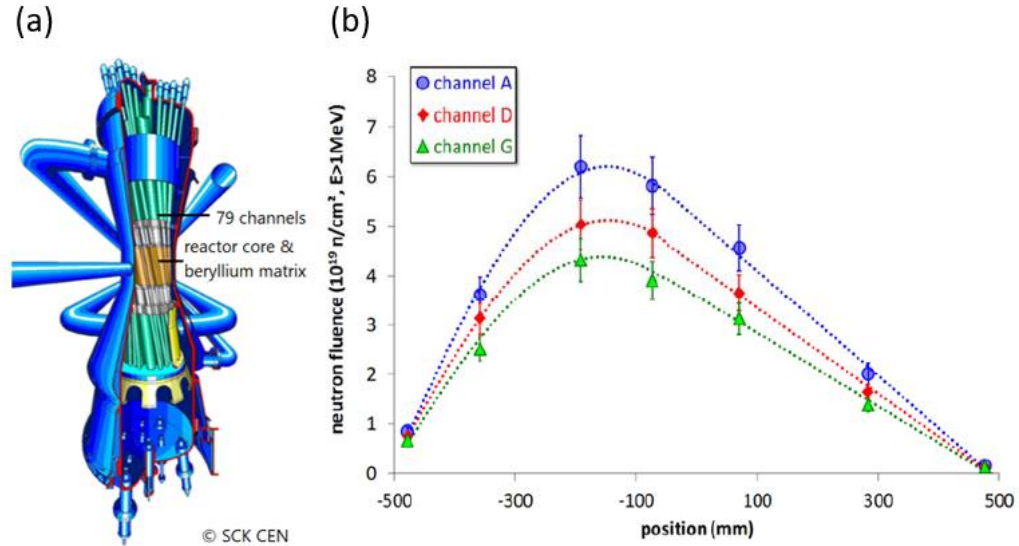 (a)
79 channels
reactor core &
beryllium matrix
© SCK CEN
(b)
neutron fluence (10¹⁹ n/cm², E>1MeV)
8
7
6
5
4
3
2
1
0
channel A
channel D
channel G
-500 -300 -100 100 300 500
position (mm)